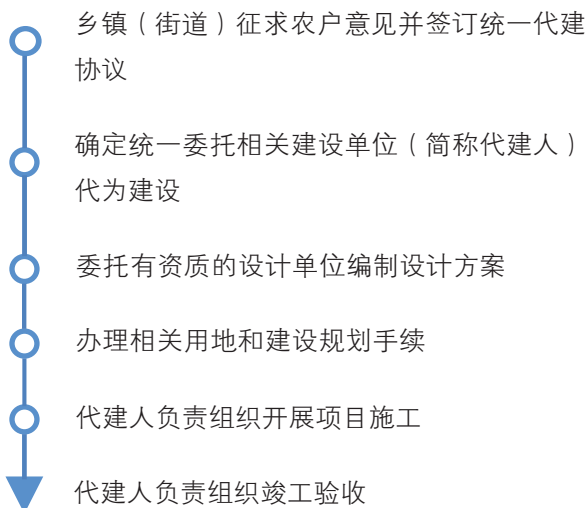 乡镇（街道）征求农户意见并签订统一代建
协议
确定统一委托相关建设单位（简称代建人）
代为建设
委托有资质的设计单位编制设计方案
办理相关用地和建设规划手续
代建人负责组织开展项目施工
代建人负责组织竣工验收